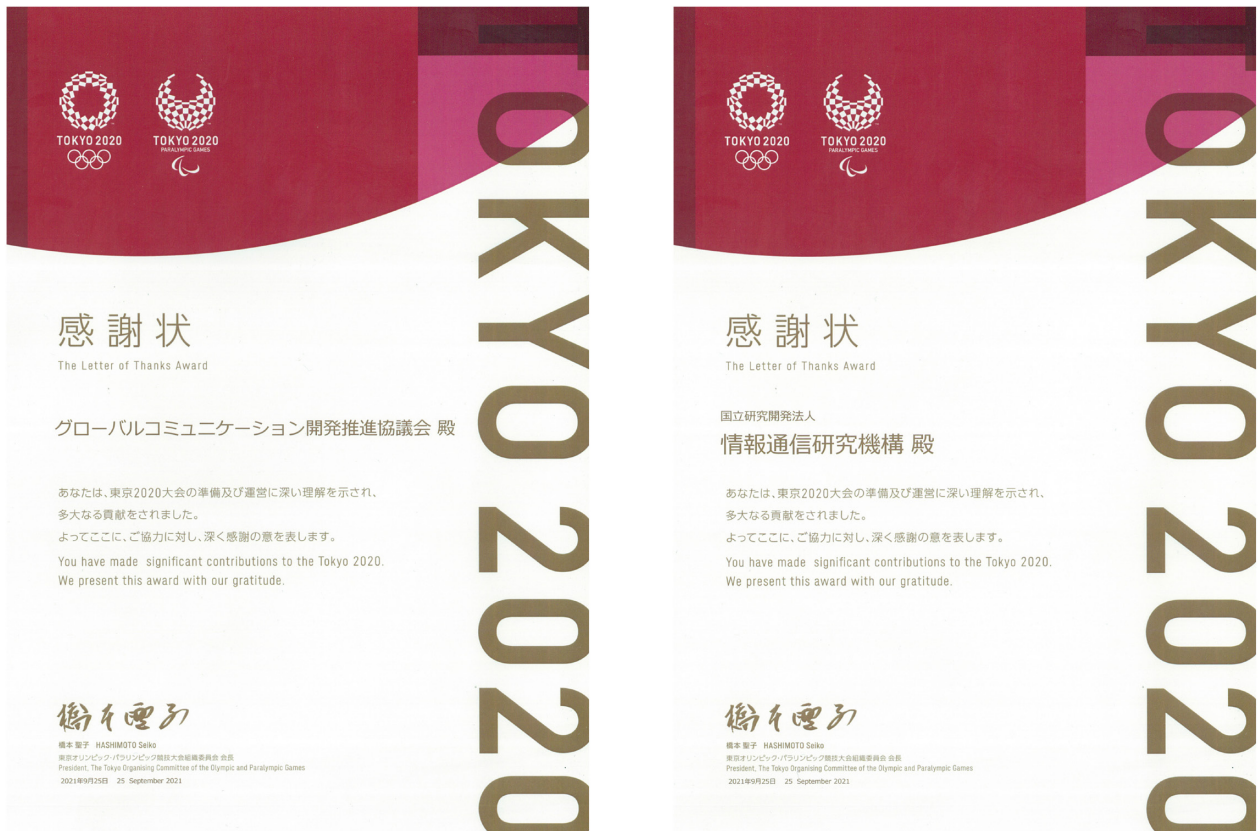 TOKYO 2020
TOKYO 2020
PARALYMPIC GAMES
感謝状
The Letter of Thanks Award
グローバルコミュニケーション開発推進協議会 殿
あなたは、東京2020大会の準備及び運営に深い理解を示され、
多大なる貢献をされました。
よってここに、ご協力に対し、深く感謝の意を表します。
You have made significant contributions to the Tokyo 2020.
We present this award with our gratitude.
橋本聖子
橋本 聖子 HASHIMOTO Seiko
東京オリンピック・パラリンピック競技大会組織委員会 会長
President, The Tokyo Organising Committee of the Olympic and Paralympic Games
2021年9月25日 25 September 2021
TOKYO 2020
TOKYO 2020
TOKYO 2020
PARALYMPIC GAMES
感謝状
The Letter of Thanks Award
国立研究開発法人
情報通信研究機構 殿
あなたは、東京2020大会の準備及び運営に深い理解を示され、
多大なる貢献をされました。
よってここに、ご協力に対し、深く感謝の意を表します。
You have made significant contributions to the Tokyo 2020.
We present this award with our gratitude.
橋本聖子
橋本 聖子 HASHIMOTO Seiko
東京オリンピック・パラリンピック競技大会組織委員会 会長
President, The Tokyo Organising Committee of the Olympic and Paralympic Games
2021年9月25日 25 September 2021
TOKYO 2020